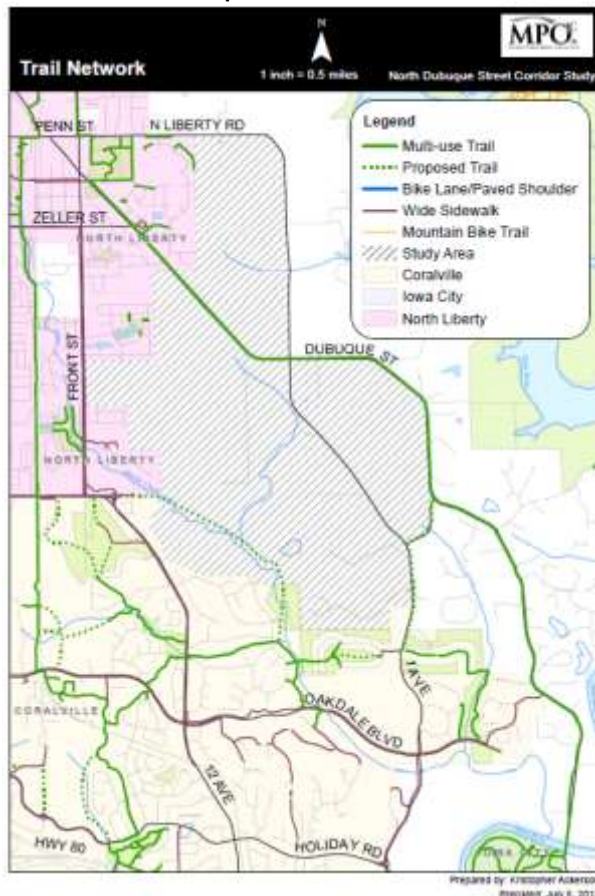 N
MPO
Trail Network
1 inch = 0.5 miles
North Dubuque Street Corridor Study
PENN ST
N LIBERTY RD
Legend
Multi-use Trail
Proposed Trail
Bike Lane/Paved Shoulder
Wide Sidewalk
Mountain Bike Trail
Study Area
Coralville
Iowa City
North Liberty
ZELLER ST
NORTH LIBERTY
DUBUQUE ST
FRONT ST
NORTH LIBERTY
1 AVE
OAKDALE BLVD
CORALVILLE
12 AVE
HWY 80
HOLIDAY RD
Prepared by: Kristopher